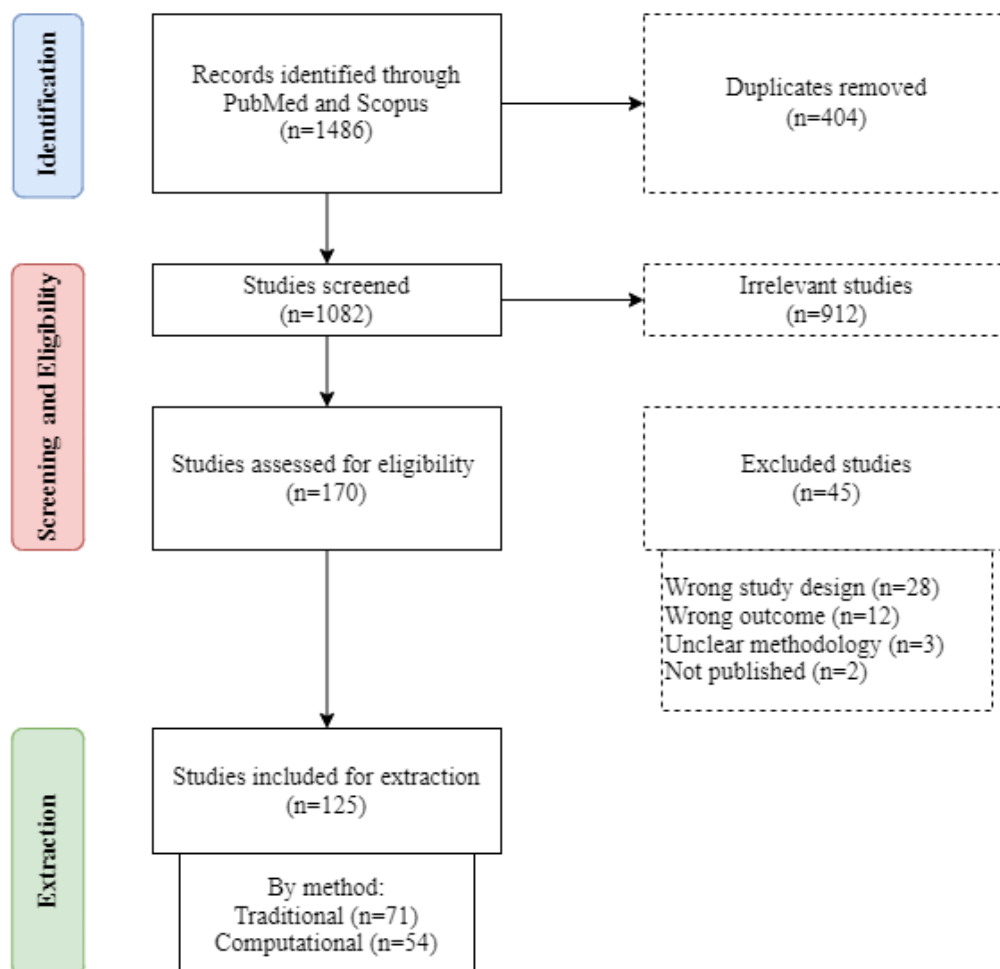 Identification
Records identified through
PubMed and Scopus
(n=1486)
Duplicates removed
(n=404)
Screening and Eligibility
Studies screened
(n=1082)
Irrelevant studies
(n=912)
Studies assessed for eligibility
(n=170)
Excluded studies
(n=45)
Wrong study design (n=28)
Wrong outcome (n=12)
Unclear methodology (n=3)
Not published (n=2)
Extraction
Studies included for extraction
(n=125)
By method:
Traditional (n=71)
Computational (n=54)